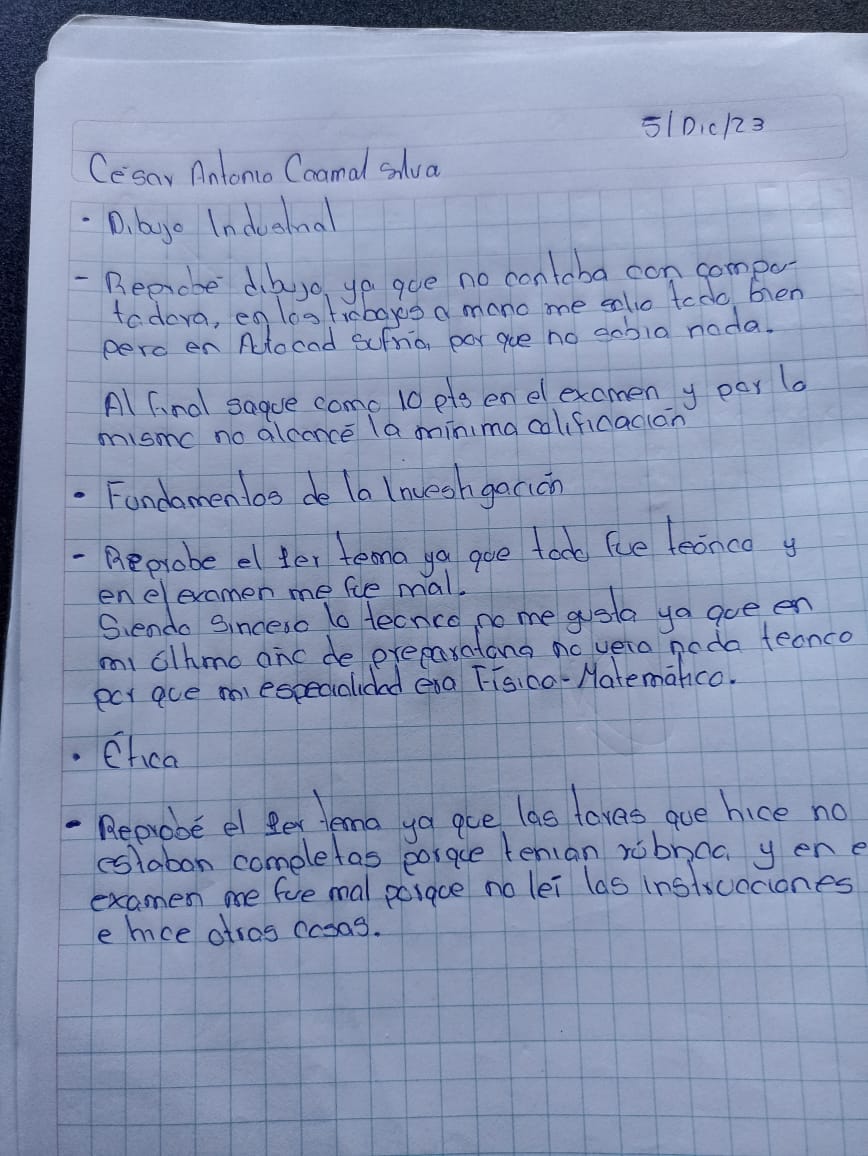 5/Dic/23
César Antonio Caamal Silva
• Dibujo Industrial
- Reprobé dibujo, ya que no contaba con compu-
tadora, en los trabajos a mano me salio todo bien
pero en Autocad sufria, por que no sabia nada.
Al final saque como 10 pts en el examen y por lo
mismo no alcancé la minima calificación
• Fundamentos de la Investigación
- Reprobe el 1er tema ya que todo fue teórico y
en el examen me fue mal.
Siendo sincero lo teorico no me gusta ya que en
mi último año de preparatoria no veia nada teorico
por que mi especialidad era Físico-Matemático.
• Ética
- Reprobé el 1er tema ya que las tareas que hice no
estaban completas porque tenian rúbrica, y en e
examen me fue mal porque no leí las instrucciones
e hice otras cosas.